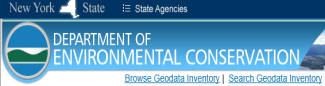 New York State State Agencies
DEPARTMENT OF
ENVIRONMENTAL CONSERVATION
Browse Geodata Inventory | Search Geodata Inventory